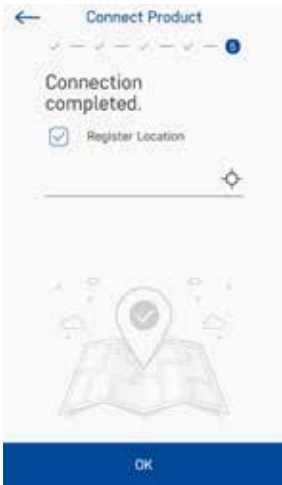 Connect Product
5
Connection
completed.
Register Location
OK